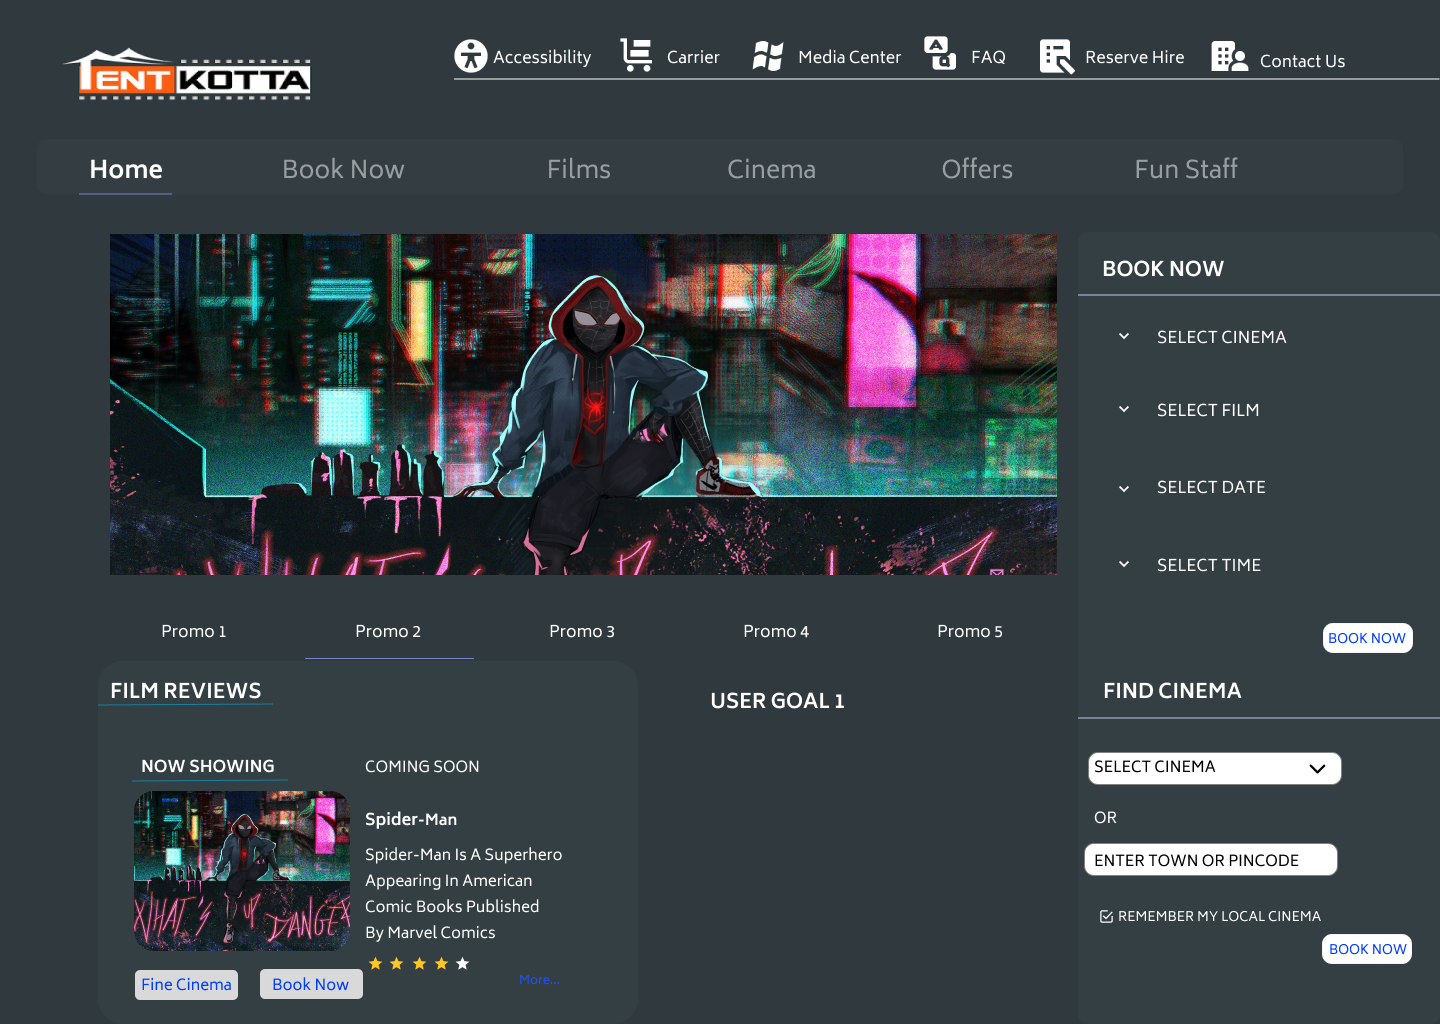 TENTKOTTA
Accessibility
Carrier
Media Center
FAQ
Reserve Hire
Contact Us
Home
Book Now
Films
Cinema
Offers
Fun Staff
BOOK NOW
SELECT CINEMA
SELECT FILM
SELECT DATE
SELECT TIME
BOOK NOW
Promo 1
Promo 2
Promo 3
Promo 4
Promo 5
FILM REVIEWS
NOW SHOWING
COMING SOON
WHAT'S UP DANGER
Spider-Man
Spider-Man Is A Superhero
Appearing In American
Comic Books Published
By Marvel Comics
More...
Fine Cinema
Book Now
USER GOAL 1
FIND CINEMA
SELECT CINEMA
OR
ENTER TOWN OR PINCODE
REMEMBER MY LOCAL CINEMA
BOOK NOW